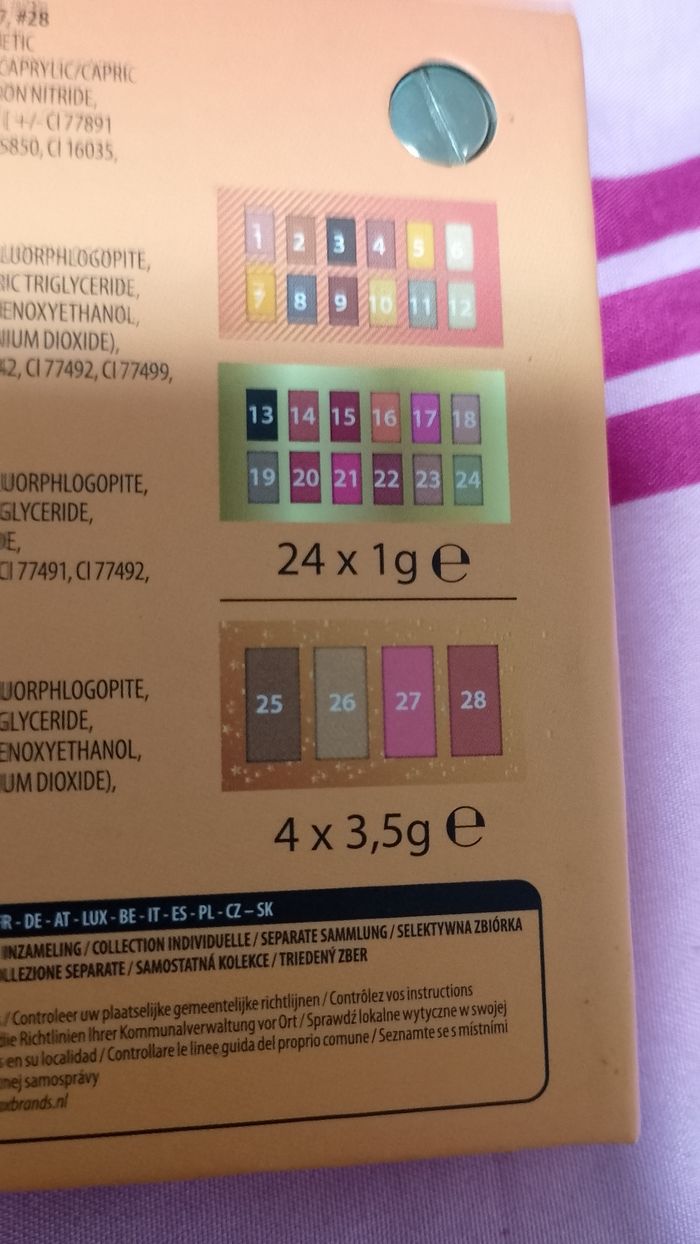 7, #28
ETIC
CAPRYLIC/CAPRIC
ON NITRIDE,
[ +/- CI 77891
5850, CI 16035,
LUORPHLOGOPITE,
RIC TRIGLYCERIDE,
ENOXYETHANOL,
NIUM DIOXIDE),
42, CI 77492, CI 77499,
1 2 3 4 5 6
7 8 9 10 11 12
13 14 15 16 17 18
19 20 21 22 23 24
24 x 1g e
UORPHLOGOPITE,
GLYCERIDE,
DE,
CI 77491, CI 77492,
25 26 27 28
4 x 3,5g e
UORPHLOGOPITE,
GLYCERIDE,
ENOXYETHANOL,
UM DIOXIDE),
R - DE - AT - LUX - BE - IT - ES - PL - CZ – SK
INZAMELING / COLLECTION INDIVIDUELLE / SEPARATE SAMMLUNG / SELEKTYWNA ZBIÓRKA
LLEZIONE SEPARATE / SAMOSTATNÁ KOLEKCE / TRIEDENÝ ZBER
/ Controleer uw plaatselijke gemeentelijke richtlijnen / Contrôlez vos instructions
die Richtlinien Ihrer Kommunalverwaltung vor Ort / Sprawdź lokalne wytyczne w swojej
s en su localidad / Controllare le linee guida del proprio comune / Seznamte se s místními
nej samosprávy
xbrands.nl